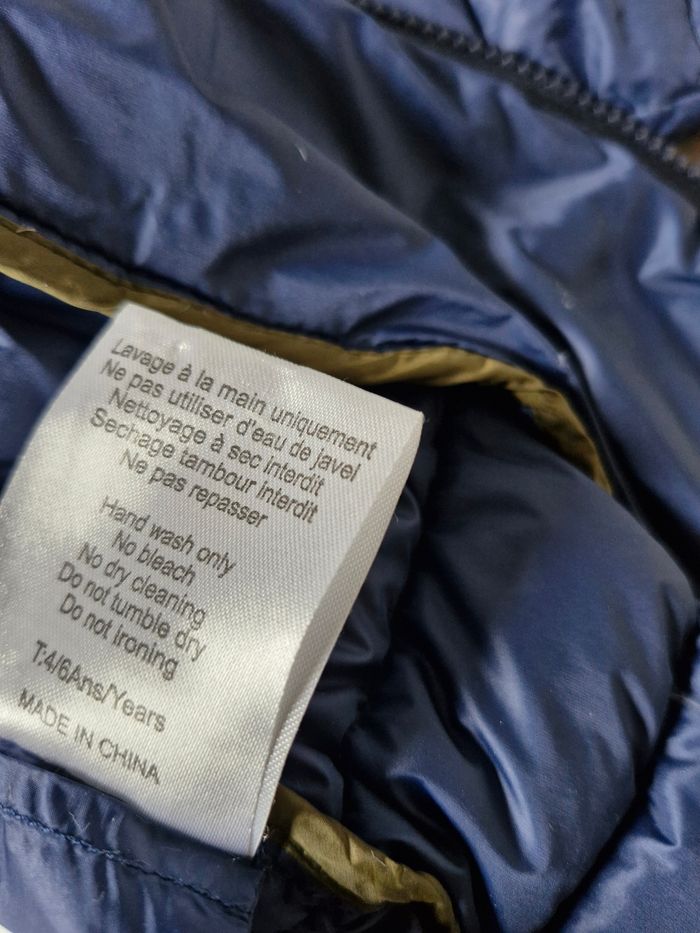 Lavage à la main uniquement
Ne pas utiliser d'eau de javel
Nettoyage à sec interdit
Sechage tambour interdit
Ne pas repasser
Hand wash only
No bleach
No dry cleaning
Do not tumble dry
Do not ironing
T:4/6Ans/Years
MADE IN CHINA